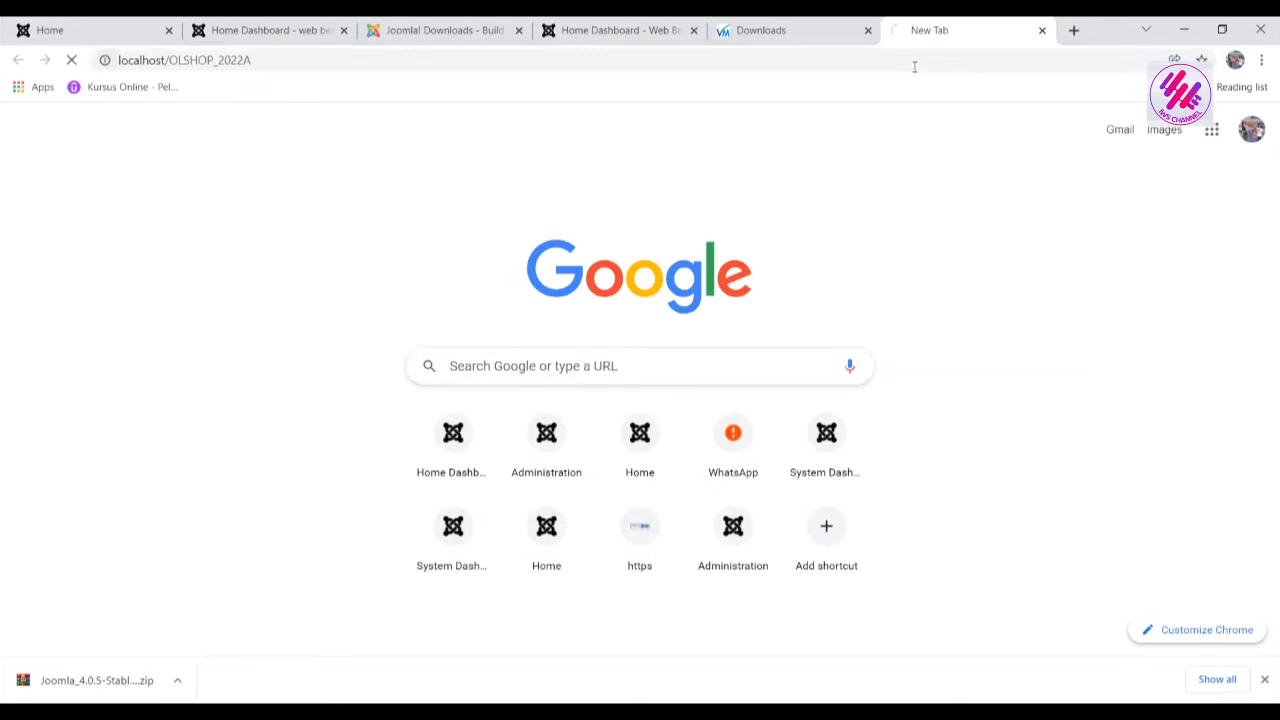 Home
Home Dashboard - web be
Joomla! Downloads - Build
Home Dashboard - Web Be
Downloads
New Tab
localhost/OLSHOP_2022A
Apps
Kursus Online - Pel...
Reading list
IWS CHANNEL
Gmail
Images
Google
Search Google or type a URL
Home Dashb...
Administration
Home
WhatsApp
System Dash...
System Dash...
Home
https
Administration
Add shortcut
Customize Chrome
Joomla_4.0.5-Stabl....zip
Show all